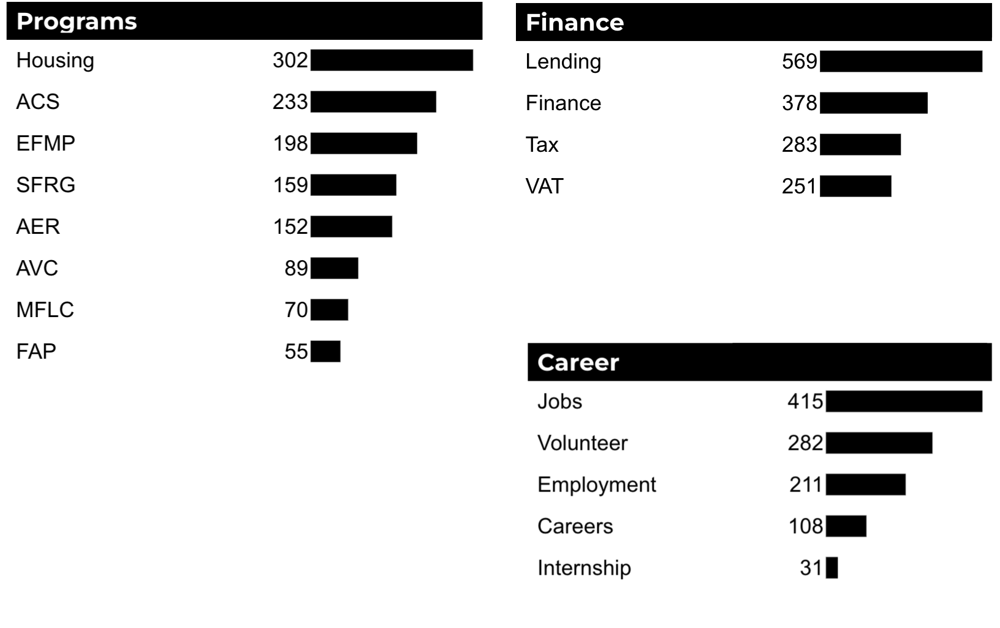 Programs
Housing 302
ACS 233
EFMP 198
SFRG 159
AER 152
AVC 89
MFLC 70
FAP 55
Finance
Lending 569
Finance 378
Tax 283
VAT 251
Career
Jobs 415
Volunteer 282
Employment 211
Careers 108
Internship 31